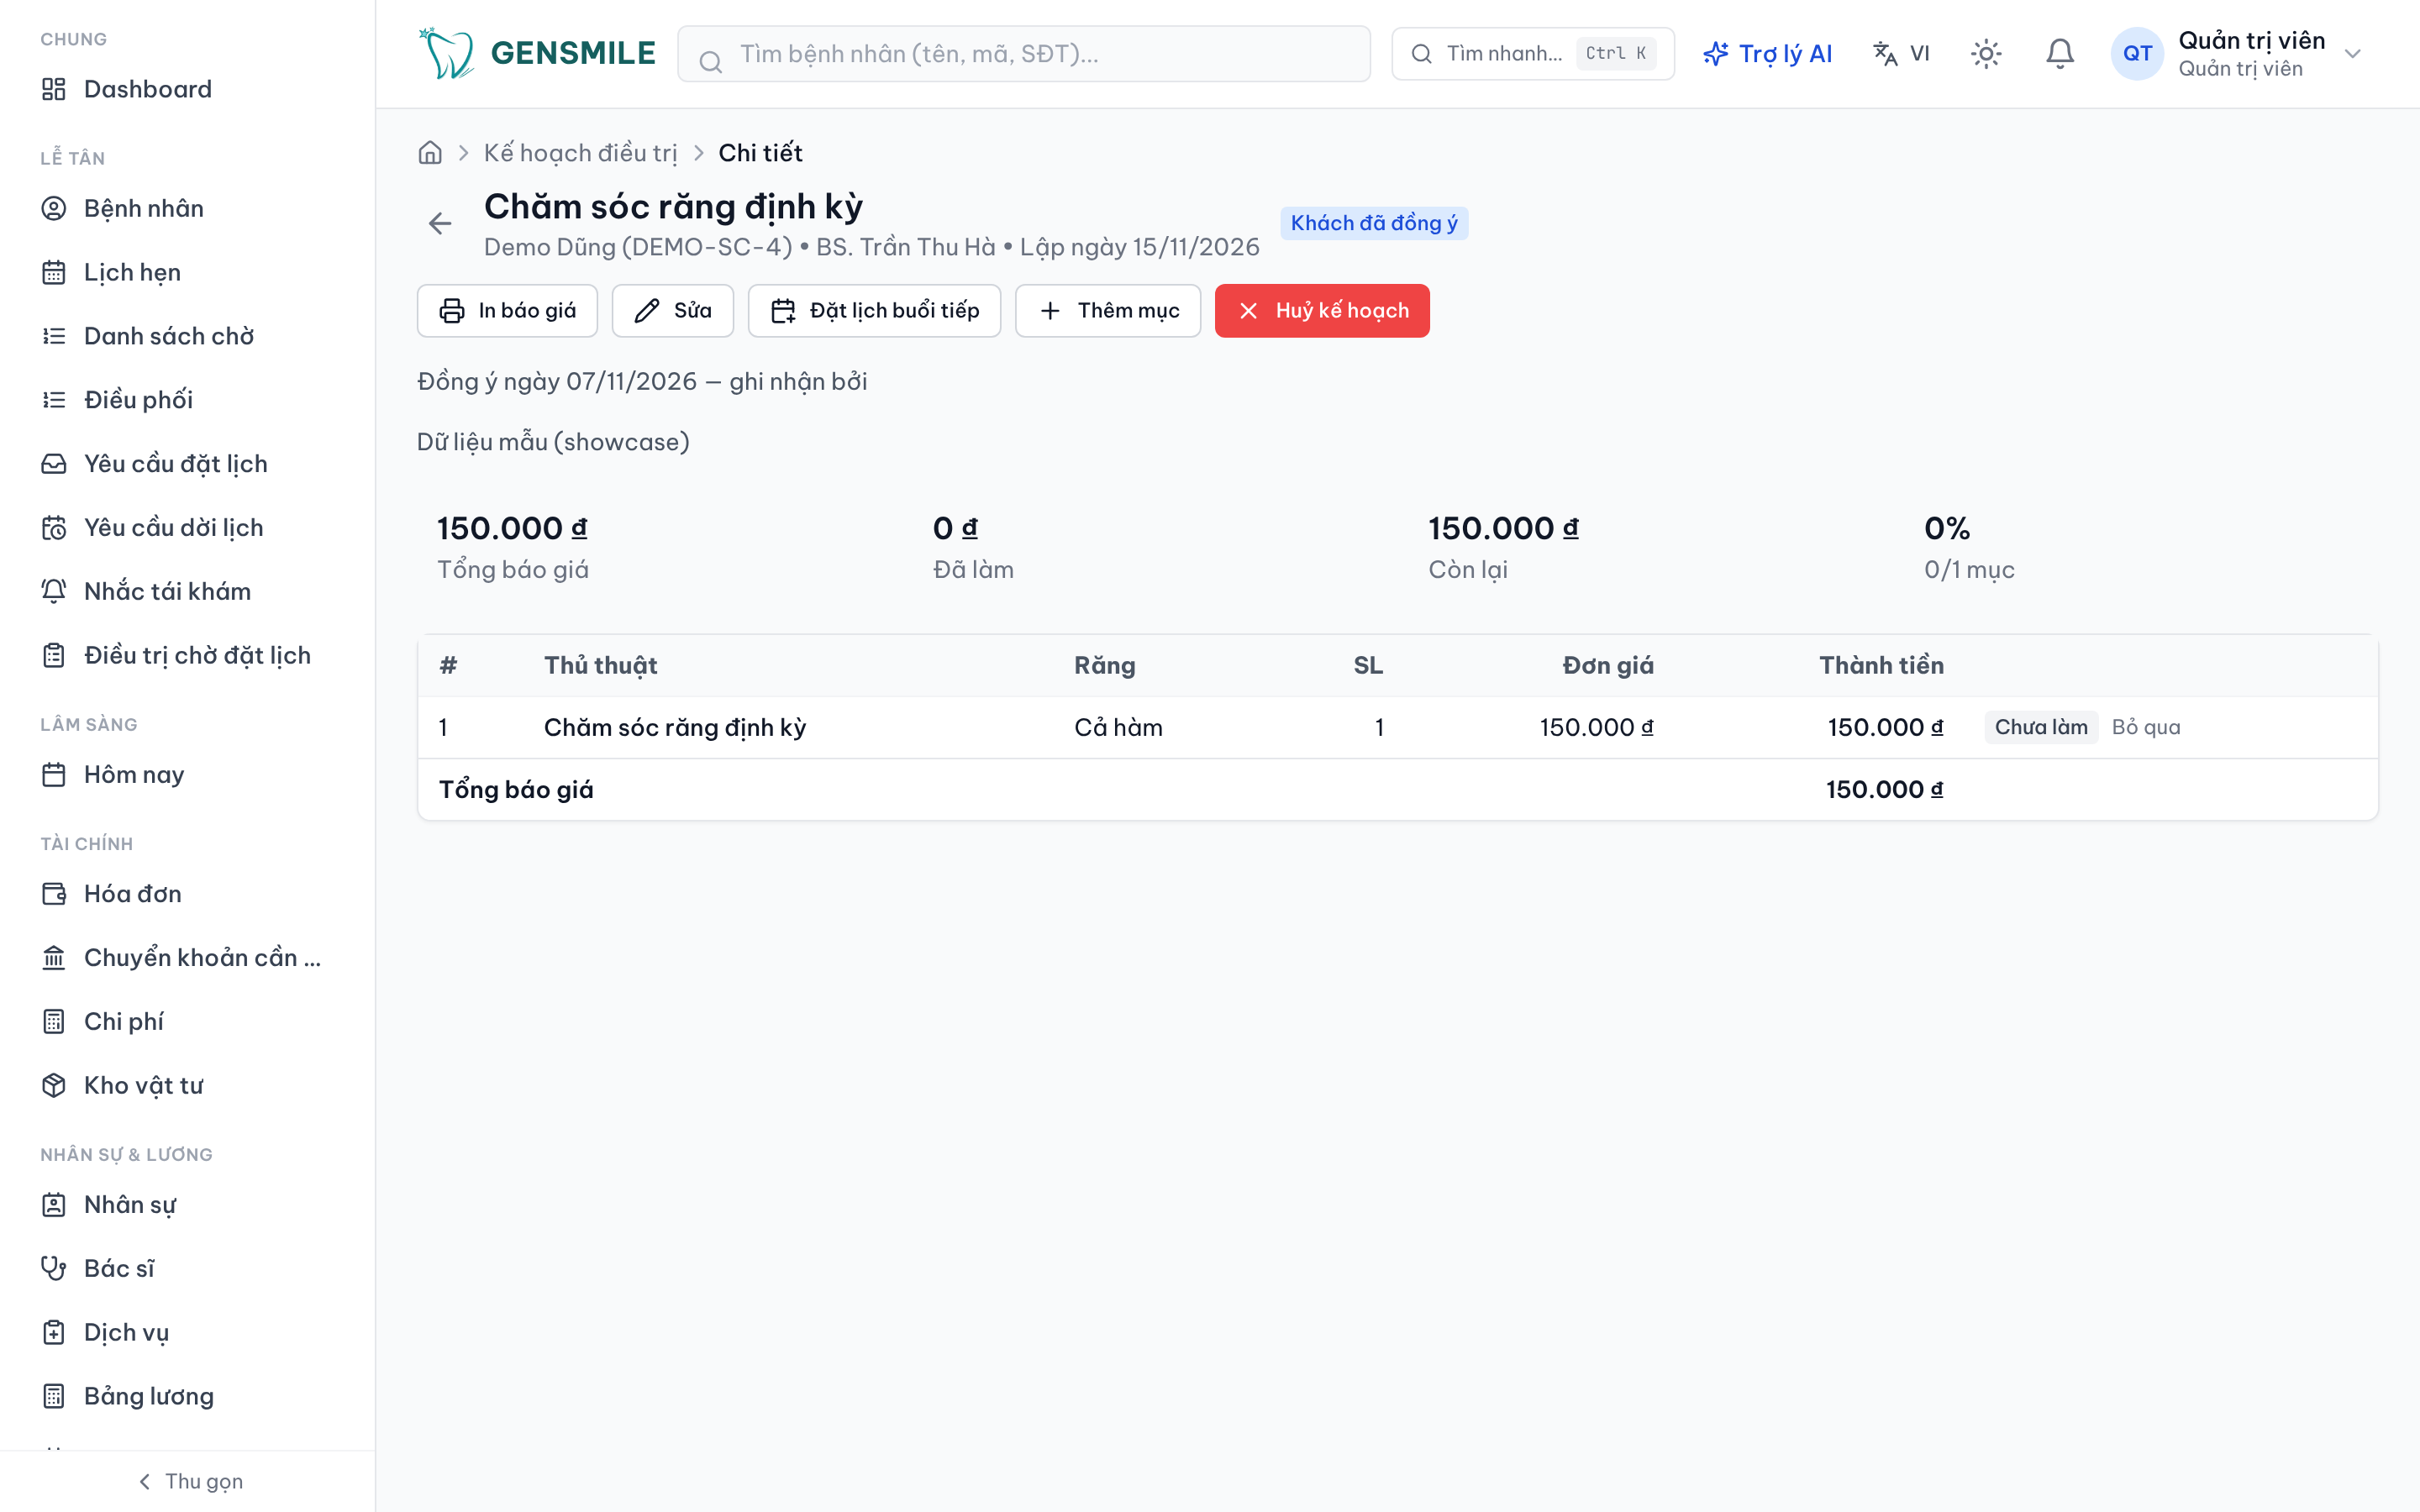 CHUNG
Dashboard
LỄ TÂN
Bệnh nhân
Lịch hẹn
Danh sách chờ
Điều phối
Yêu cầu đặt lịch
Yêu cầu dời lịch
Nhắc tái khám
Điều trị chờ đặt lịch
LÂM SÀNG
Hôm nay
TÀI CHÍNH
Hóa đơn
Chuyển khoản cần ...
Chi phí
Kho vật tư
NHÂN SỰ & LƯƠNG
Nhân sự
Bác sĩ
Dịch vụ
Bảng lương
Thu gọn
GENSMILE
Tìm bệnh nhân (tên, mã, SĐT)...
Tìm nhanh... Ctrl K
Trợ lý AI
VI
QT
Quản trị viên
Quản trị viên
Kế hoạch điều trị > Chi tiết
Chăm sóc răng định kỳ
Demo Dũng (DEMO-SC-4) • BS. Trần Thu Hà • Lập ngày 15/11/2026
Khách đã đồng ý
In báo giá
Sửa
Đặt lịch buổi tiếp
Thêm mục
Huỷ kế hoạch
Đồng ý ngày 07/11/2026 — ghi nhận bởi
Dữ liệu mẫu (showcase)
150.000 ₫
Tổng báo giá
0 ₫
Đã làm
150.000 ₫
Còn lại
0%
0/1 mục
# Thủ thuật Răng SL Đơn giá Thành tiền
1 Chăm sóc răng định kỳ Cả hàm 1 150.000 ₫ 150.000 ₫ Chưa làm Bỏ qua
Tổng báo giá 150.000 ₫